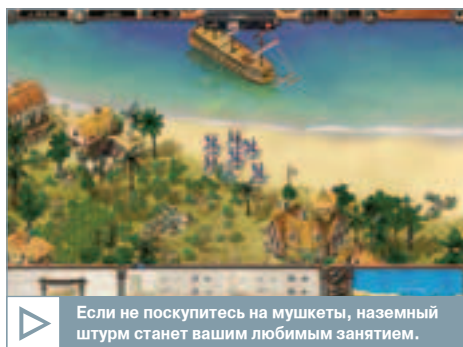 Если не поскупитесь на мушкеты, наземный
штурм станет вашим любимым занятием.